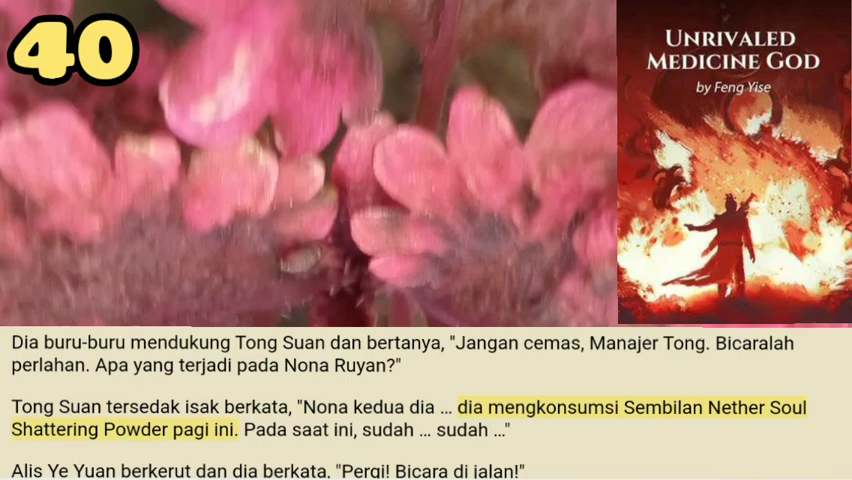 40
UNRIVALED
MEDICINE GOD
by Feng Yise
Dia buru-buru mendukung Tong Suan dan bertanya, "Jangan cemas, Manajer Tong. Bicaralah
perlahan. Apa yang terjadi pada Nona Ruyan?"
Tong Suan tersedak isak berkata, "Nona kedua dia ... dia mengkonsumsi Sembilan Nether Soul
Shattering Powder pagi ini. Pada saat ini, sudah ... sudah ..."
Alis Ye Yuan berkerut dan dia berkata, "Pergi! Bicara di jalan!"